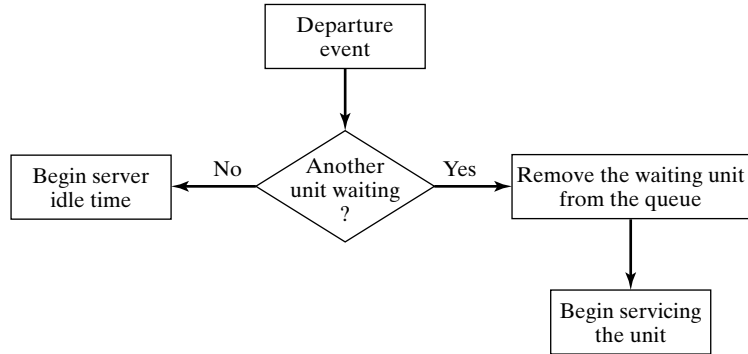 Departure
event
No
Yes
Begin server
idle time
Another
unit waiting
?
Remove the waiting unit
from the queue
Begin servicing
the unit